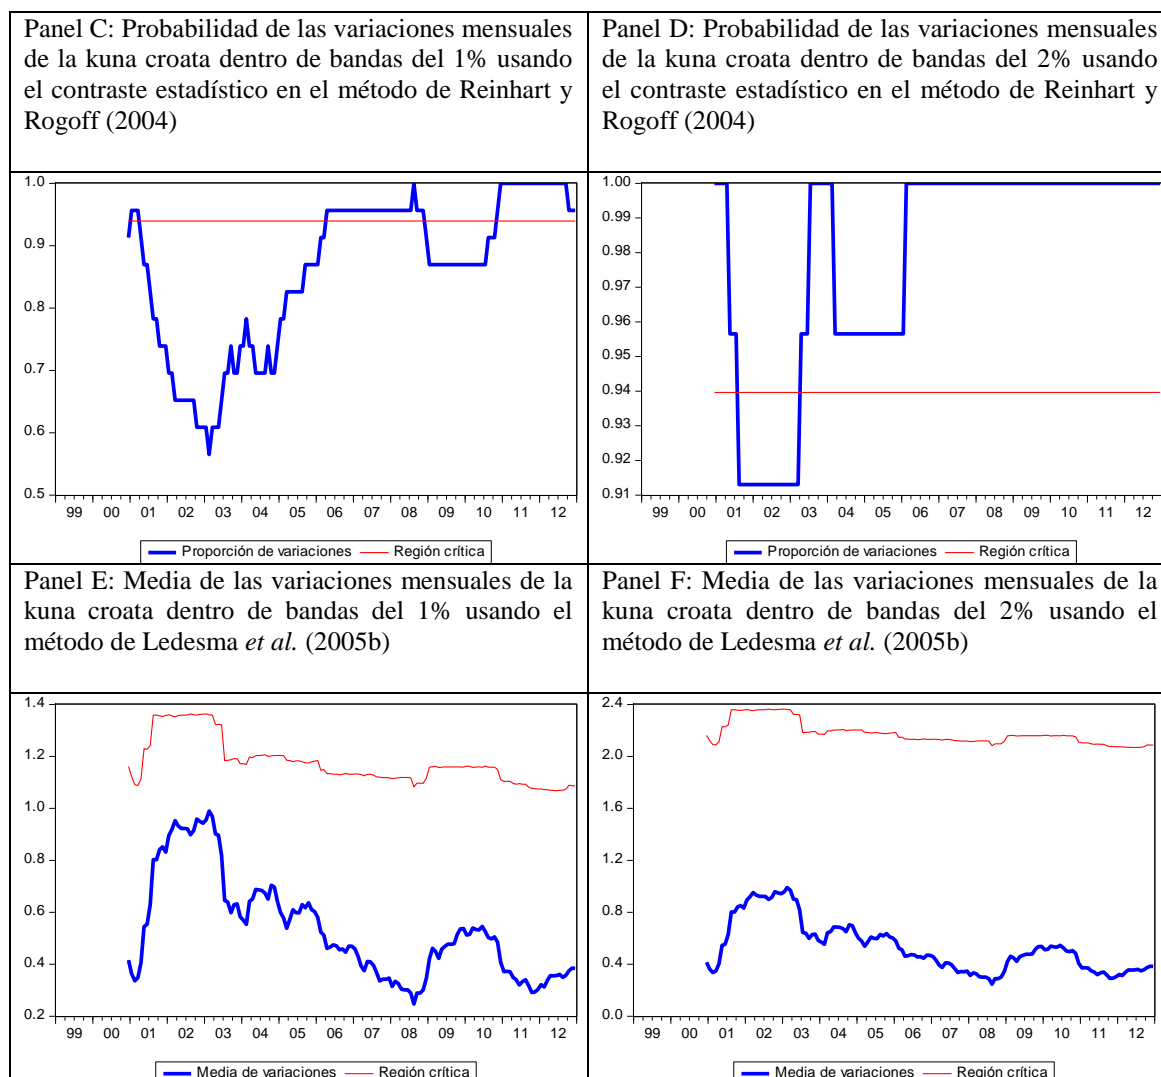 Panel C: Probabilidad de las variaciones mensuales
de la kuna croata dentro de bandas del 1% usando
el contraste estadístico en el método de Reinhart y
Rogoff (2004)
Panel D: Probabilidad de las variaciones mensuales
de la kuna croata dentro de bandas del 2% usando
el contraste estadístico en el método de Reinhart y
Rogoff (2004)
1.0
0.9
0.8
0.7
0.6
0.5
99 00 01 02 03 04 05 06 07 08 09 10 11 12
Proporción de variaciones Región crítica
1.00
0.99
0.98
0.97
0.96
0.95
0.94
0.93
0.92
0.91
99 00 01 02 03 04 05 06 07 08 09 10 11 12
Proporción de variaciones Región crítica
Panel E: Media de las variaciones mensuales de la
kuna croata dentro de bandas del 1% usando el
método de Ledesma et al. (2005b)
Panel F: Media de las variaciones mensuales de la
kuna croata dentro de bandas del 2% usando el
método de Ledesma et al. (2005b)
1.4
1.2
1.0
0.8
0.6
0.4
0.2
99 00 01 02 03 04 05 06 07 08 09 10 11 12
Media de variaciones Región crítica
2.4
2.0
1.6
1.2
0.8
0.4
0.0
99 00 01 02 03 04 05 06 07 08 09 10 11 12
Media de variaciones Región crítica